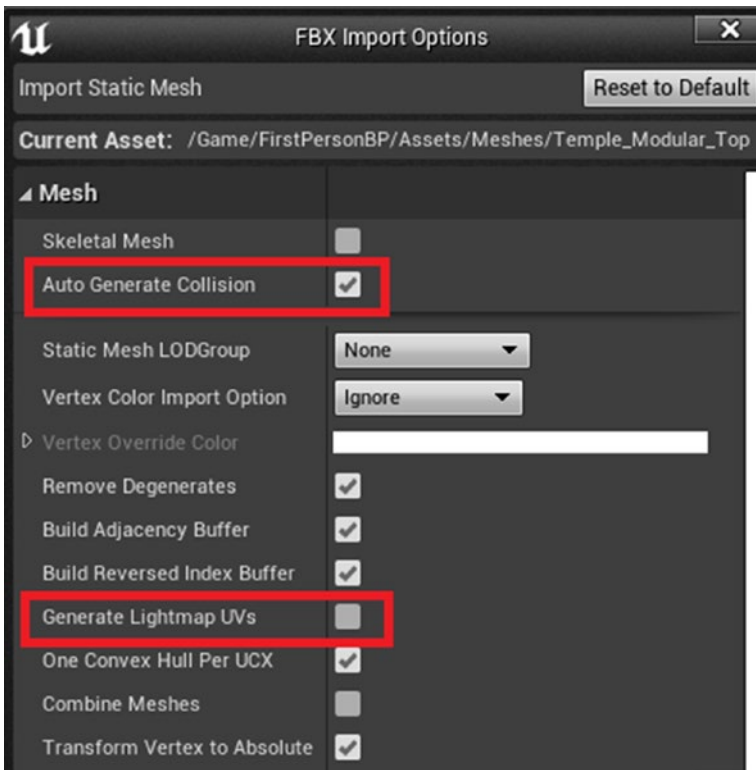 FBX Import Options
Import Static Mesh
Reset to Default
Current Asset: /Game/FirstPersonBP/Assets/Meshes/Temple_Modular_Top
Mesh
Skeletal Mesh
Auto Generate Collision
Static Mesh LODGroup None
Vertex Color Import Option Ignore
Vertex Override Color
Remove Degenerates
Build Adjacency Buffer
Build Reversed Index Buffer
Generate Lightmap UVs
One Convex Hull Per UCX
Combine Meshes
Transform Vertex to Absolute